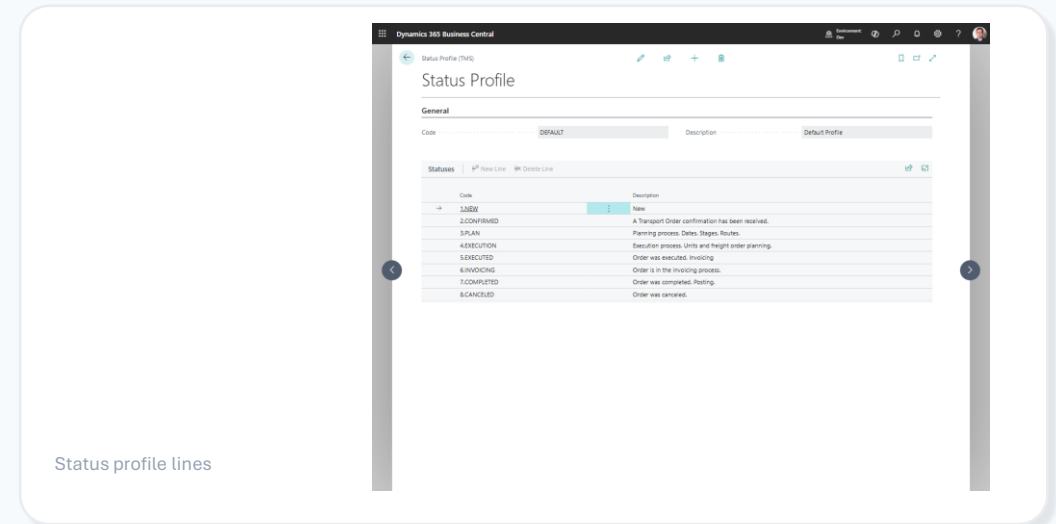 Dynamics 365 Business Central
Environment:
Dev
?
Status Profile (TMS)
Status Profile
General
Code
DEFAULT
Description
Default Profile
Statuses
New Line
Delete Line
Code
Description
1.NEW
New
2.CONFIRMED
A Transport Order confirmation has been received.
3.PLAN
Planning process. Dates. Stages. Routes.
4.EXECUTION
Execution process. Units and freight order planning.
5.EXECUTED
Order was executed. Invoicing
6.INVOICING
Order is in the invoicing process.
7.COMPLETED
Order was completed. Posting.
8.CANCELED
Order was canceled.
Status profile lines